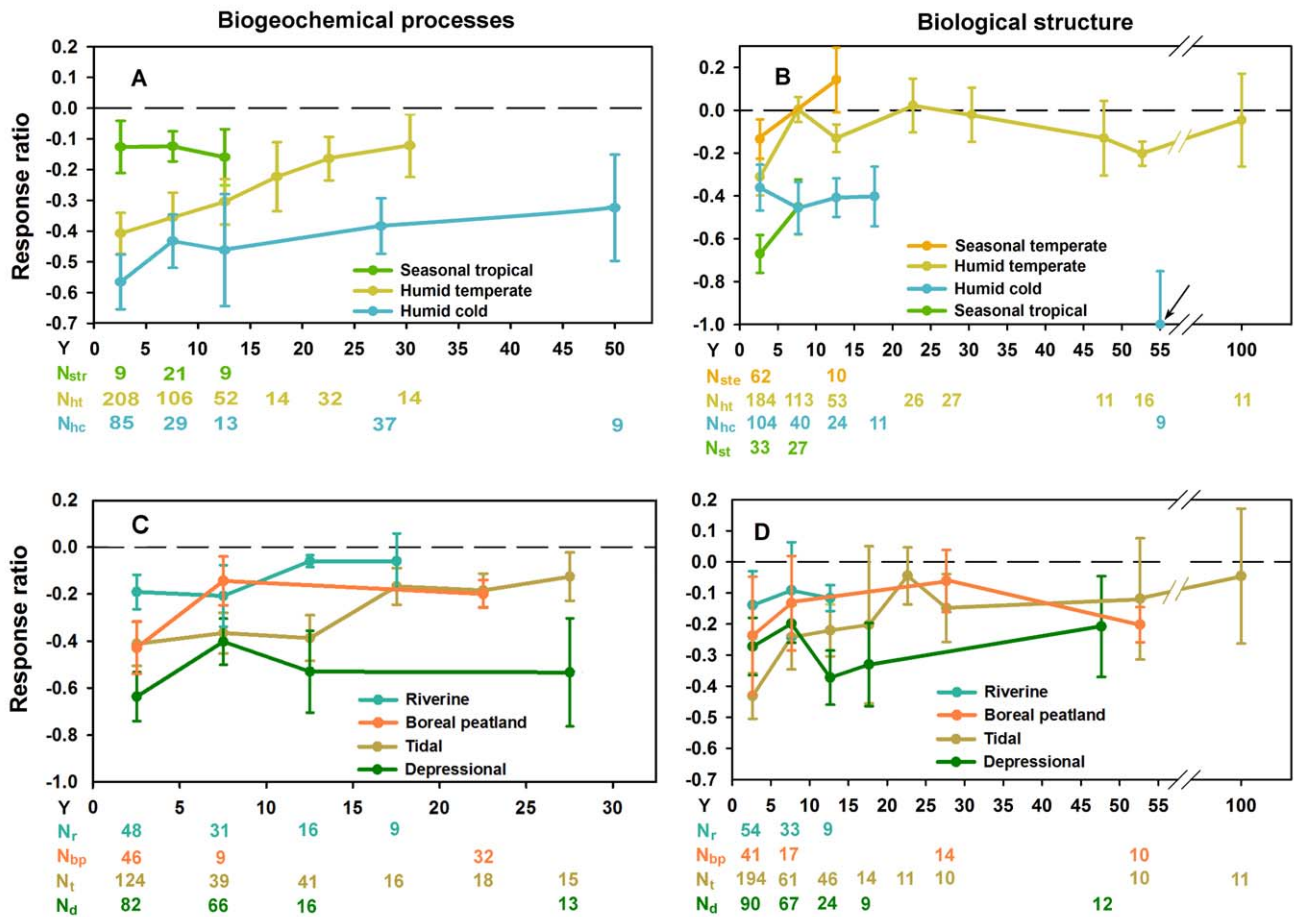 Biogeochemical processes
Biological structure
A
Response ratio
0.2
0.1
0.0
-0.1
-0.2
-0.3
-0.4
-0.5
-0.6
-0.7
Seasonal tropical
Humid temperate
Humid cold
Y 0 5 10 15 20 25 30 35 40 45 50
Nstr 9 21 9
Nht 208 106 52 14 32 14
Nhc 85 29 13 37 9
B
0.2
0.0
-0.2
-0.4
-0.6
-0.8
-1.0
Seasonal temperate
Humid temperate
Humid cold
Seasonal tropical
0 5 10 15 20 25 30 35 40 45 50 55 100
Nste 62 10
Nht 184 113 53 26 27 11 16 11
Nhc 104 40 24 11 9
Nst 33 27
C
Response ratio
0.2
0.0
-0.2
-0.4
-0.6
-0.8
-1.0
Riverine
Boreal peatland
Tidal
Depressional
Y 0 5 10 15 20 25 30
Nr 48 31 16 9
Nbp 46 9 32
Nt 124 39 41 16 18 15
Nd 82 66 16 13
D
0.2
0.1
0.0
-0.1
-0.2
-0.3
-0.4
-0.5
-0.6
-0.7
Riverine
Boreal peatland
Tidal
Depressional
Y 0 5 10 15 20 25 30 35 40 45 50 55 100
Nr 54 33 9
Nbp 41 17 14 10
Nt 194 61 46 14 11 10 10 11
Nd 90 67 24 9 12